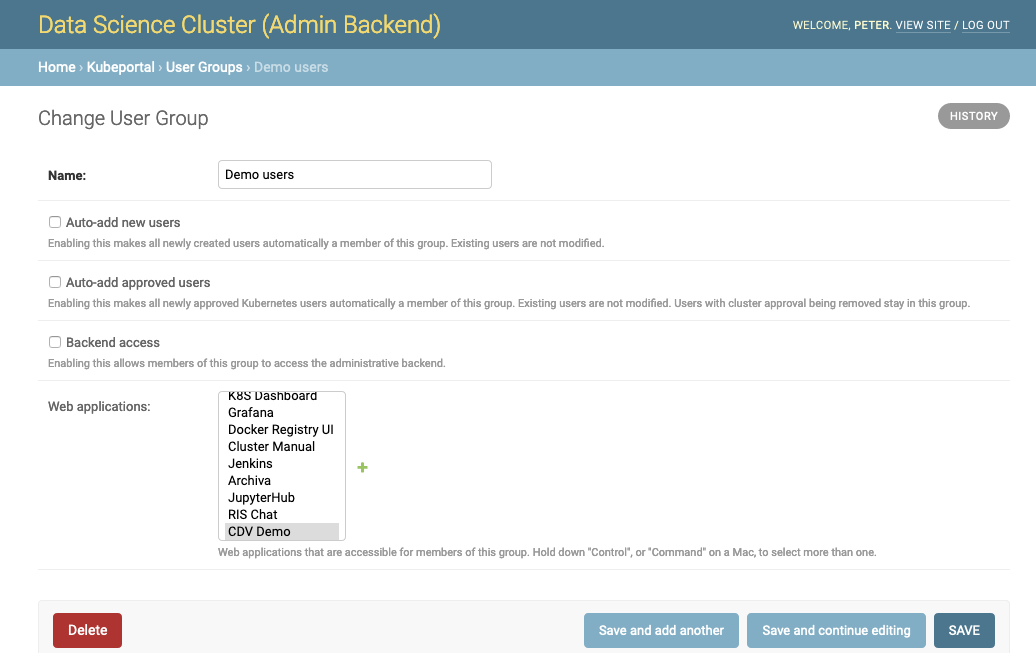 Data Science Cluster (Admin Backend)
WELCOME, PETER. VIEW SITE / LOG OUT
Home › Kubeportal › User Groups › Demo users
Change User Group
HISTORY
Name:
Demo users
Auto-add new users
Enabling this makes all newly created users automatically a member of this group. Existing users are not modified.
Auto-add approved users
Enabling this makes all newly approved Kubernetes users automatically a member of this group. Existing users are not modified. Users with cluster approval being removed stay in this group.
Backend access
Enabling this allows members of this group to access the administrative backend.
Web applications:
K8S Dashboard
Grafana
Docker Registry UI
Cluster Manual
Jenkins
Archiva
JupyterHub
RIS Chat
CDV Demo
Web applications that are accessible for members of this group. Hold down "Control", or "Command" on a Mac, to select more than one.
Delete
Save and add another
Save and continue editing
SAVE